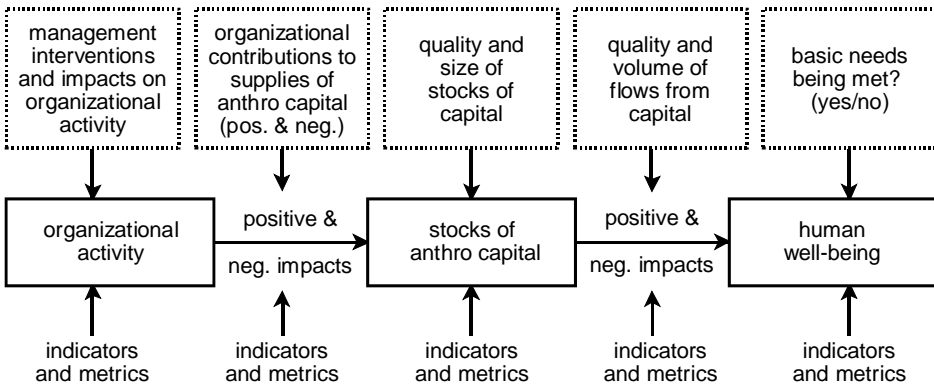 management
interventions
and impacts on
organizational
activity
organizational
contributions to
supplies of
anthro capital
(pos. & neg.)
quality and
size of
stocks of
capital
quality and
volume of
flows from
capital
basic needs
being met?
(yes/no)
organizational
activity
positive &
neg. impacts
stocks of
anthro capital
positive &
neg. impacts
human
well-being
indicators
and metrics
indicators
and metrics
indicators
and metrics
indicators
and metrics
indicators
and metrics